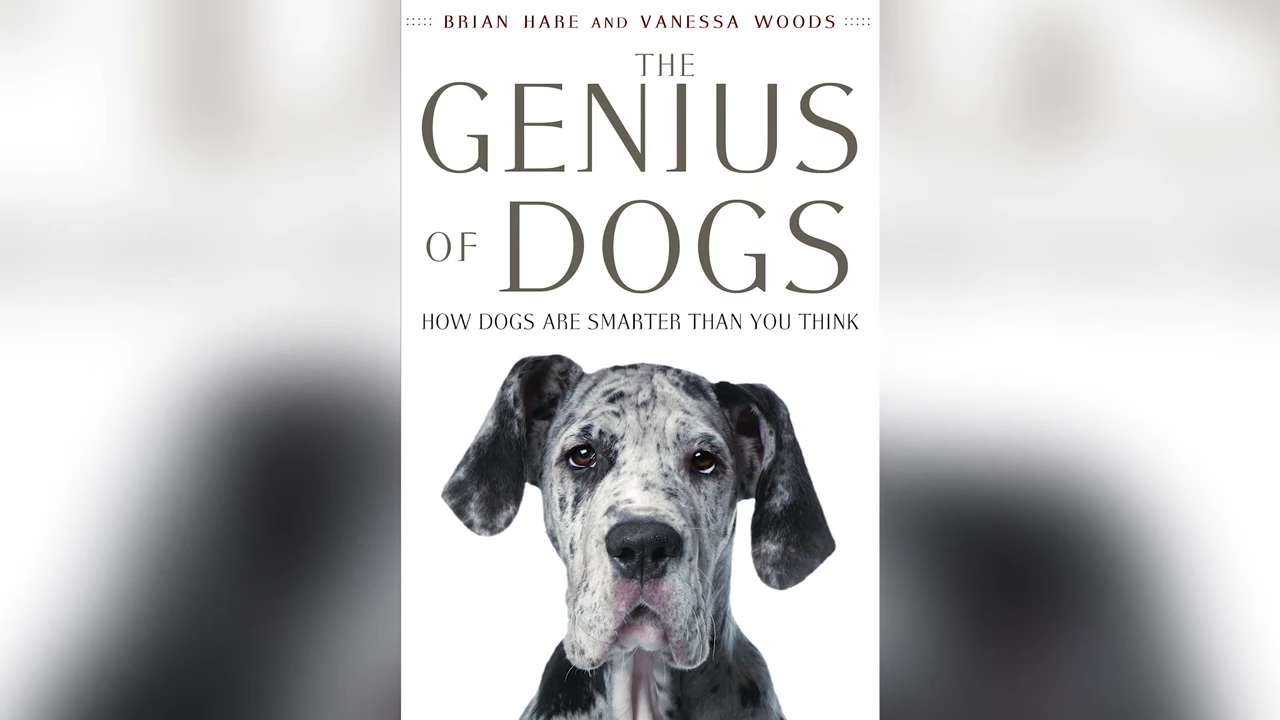 BRIAN HARE AND VANESSA WOODS
THE
GENIUS
OF DOGS
HOW DOGS ARE SMARTER THAN YOU THINK